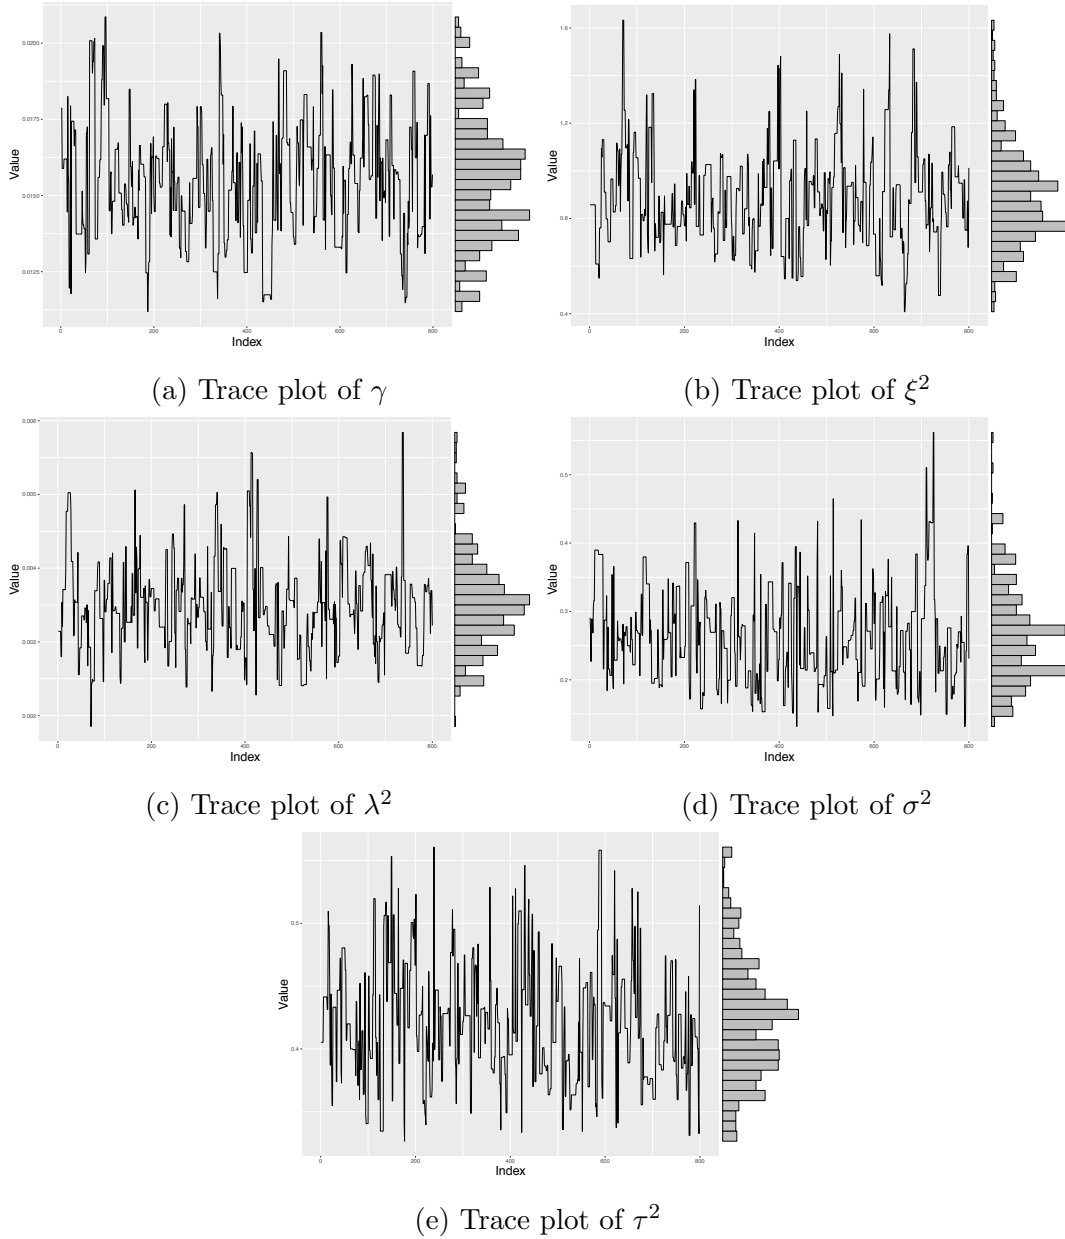 0.0200
0.0175
0.0150
0.0125
Value
0 200 400 600 800
Index
1.6
1.2
0.8
0.4
Value
0 200 400 600 800
Index
(a) Trace plot of γ
(b) Trace plot of ξ²
0.006
0.005
0.004
0.003
0.002
Value
0 200 400 600 800
Index
0.5
0.4
0.3
0.2
Value
0 200 400 600 800
Index
(c) Trace plot of λ²
(d) Trace plot of σ²
0.5
0.4
Value
0 200 400 600 800
Index
(e) Trace plot of τ²